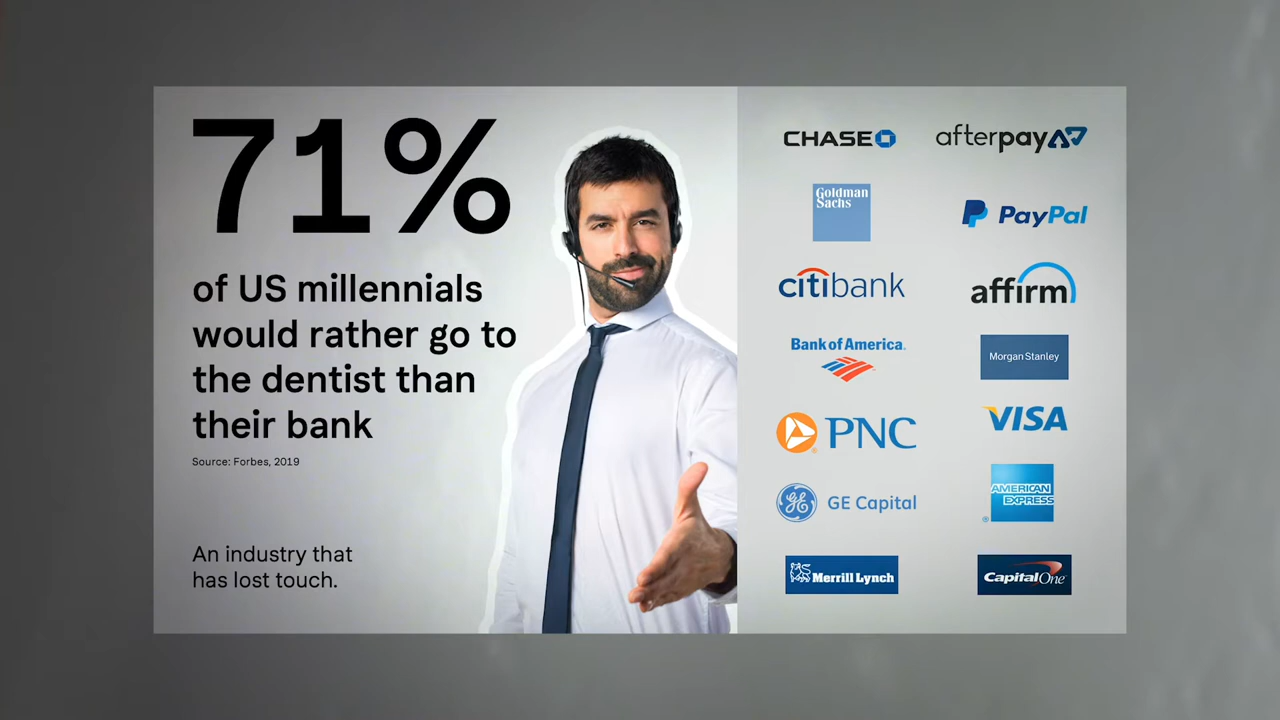 71%
of US millennials
would rather go to
the dentist than
their bank
Source: Forbes, 2019
An industry that
has lost touch.
CHASE
afterpay
Goldman
Sachs
PayPal
citibank
affirm
Bank of America.
Morgan Stanley
PNC
VISA
GE Capital
AMERICAN
EXPRESS
®
Merrill Lynch
Capital One